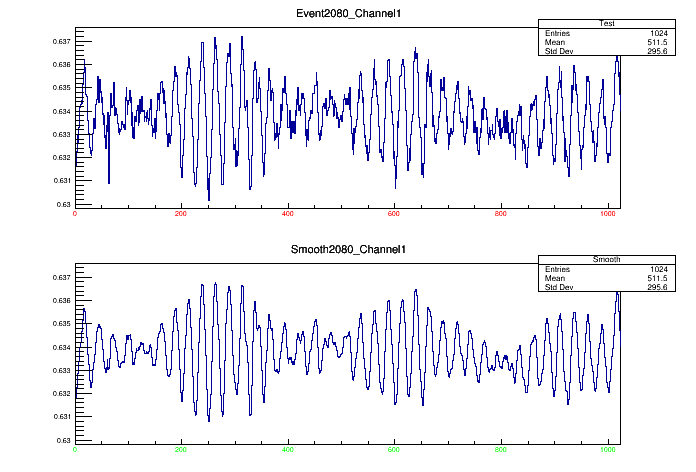 Event2080_Channel1
Test
Entries 1024
Mean 511.5
Std Dev 295.6
0.637
0.636
0.635
0.634
0.633
0.632
0.631
0.63
0 200 400 600 800 1000
Smooth2080_Channel1
Smooth
Entries 1024
Mean 511.5
Std Dev 295.6
0.637
0.636
0.635
0.634
0.633
0.632
0.631
0.63
0 200 400 600 800 1000